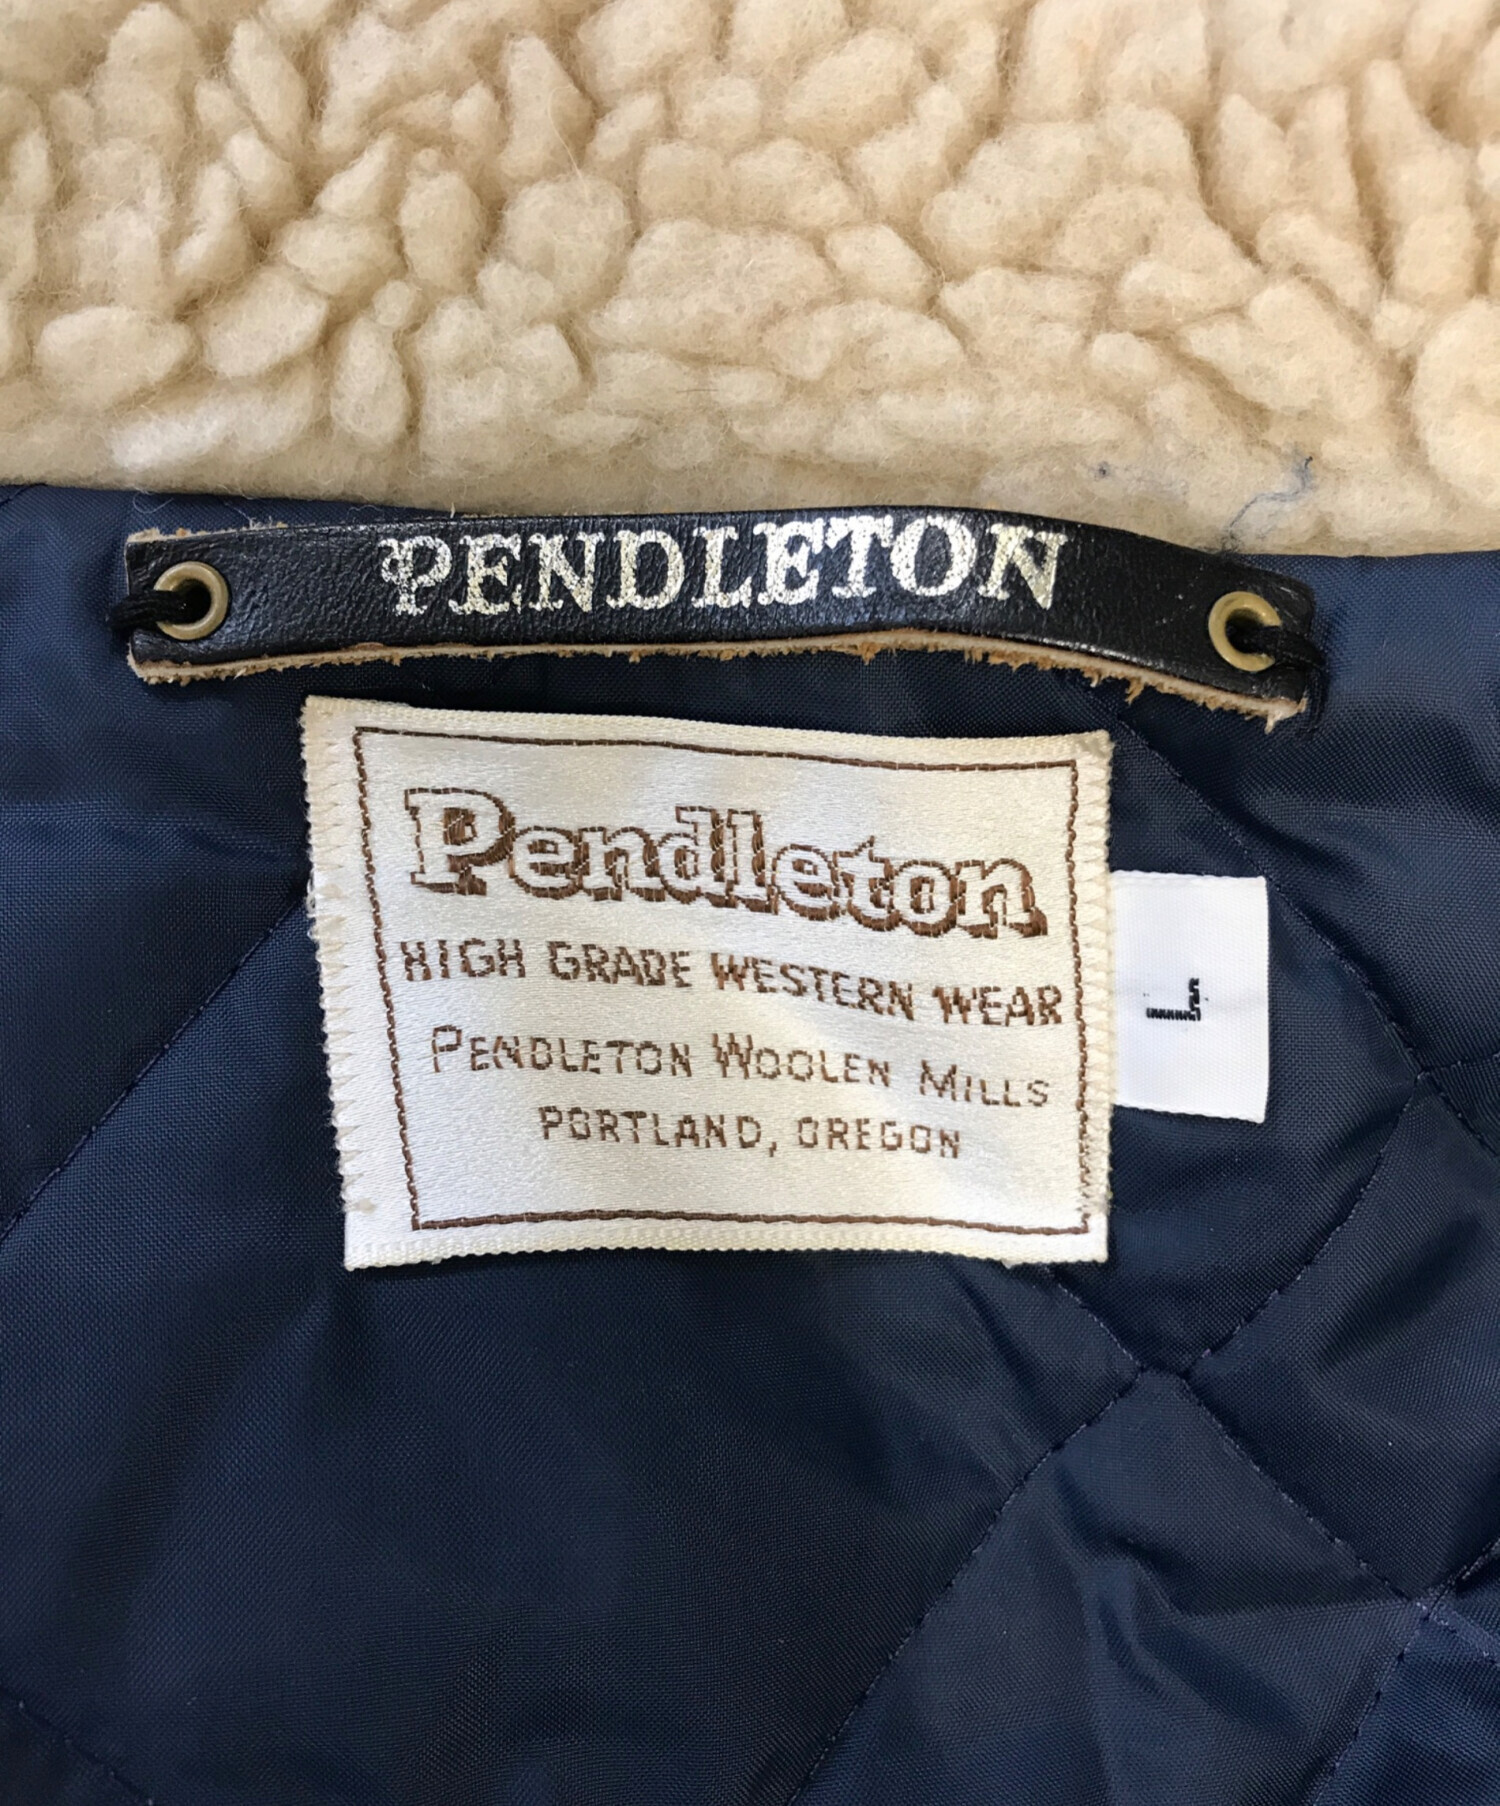 PENDLETON
Pendleton
HIGH GRADE WESTERN WEAR
PENDLETON WOOLEN MILLS
PORTLAND, OREGON
L